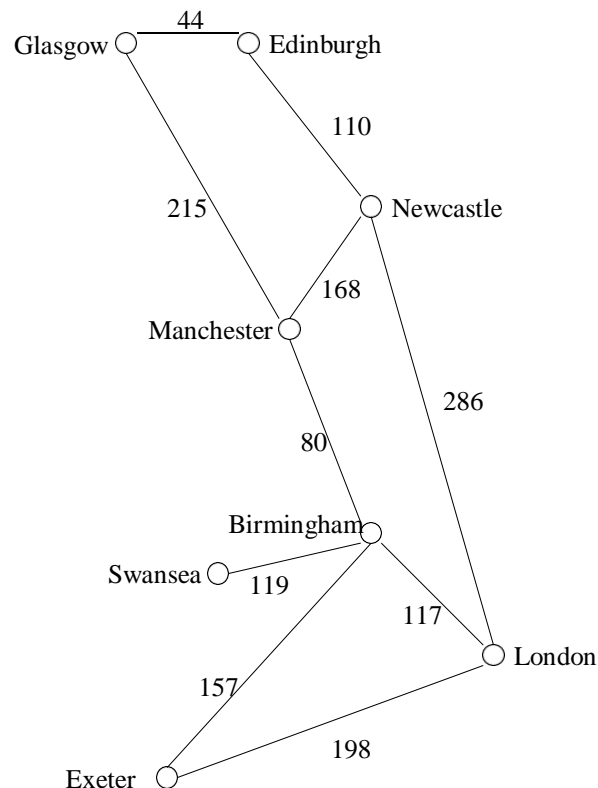 44
Glasgow Edinburgh
110
215 Newcastle
168
Manchester
286
80
Birmingham
Swansea
119
117
London
157
198
Exeter